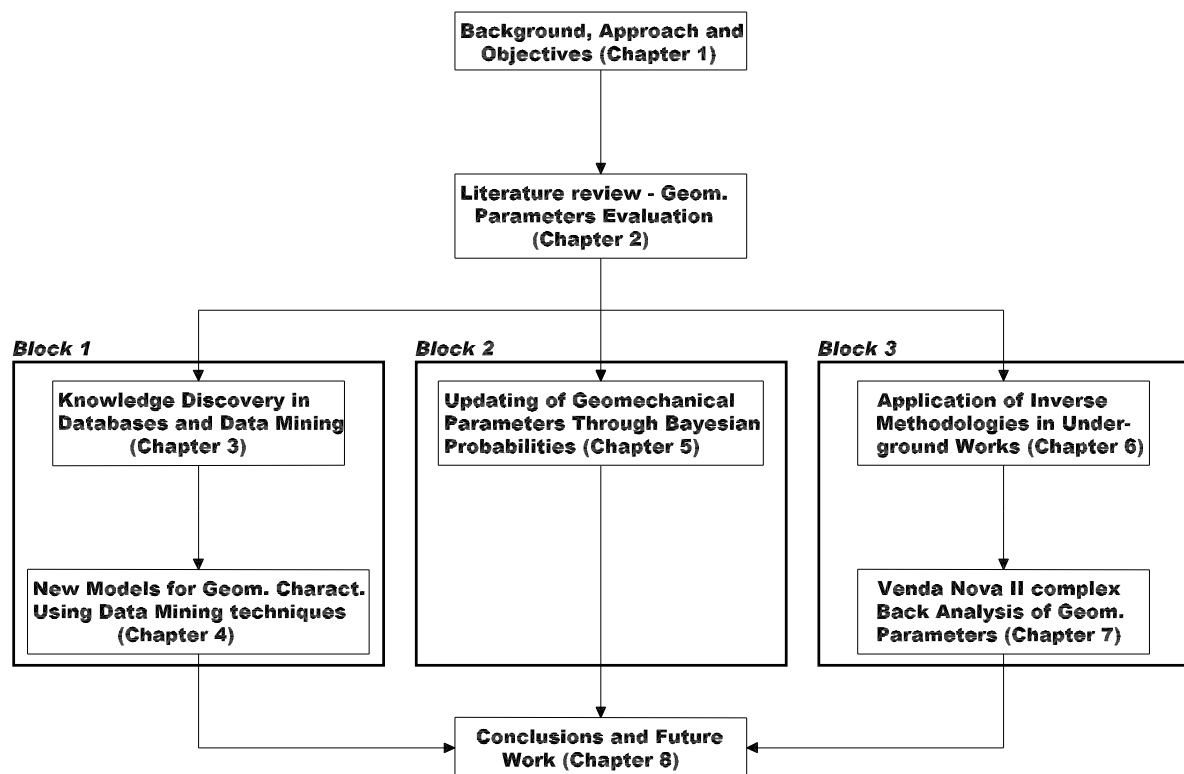 Background, Approach and
Objectives (Chapter 1)
Literature review - Geom.
Parameters Evaluation
(Chapter 2)
Block 1
Knowledge Discovery in
Databases and Data Mining
(Chapter 3)
New Models for Geom. Charact.
Using Data Mining techniques
(Chapter 4)
Block 2
Updating of Geomechanical
Parameters Through Bayesian
Probabilities (Chapter 5)
Block 3
Application of Inverse
Methodologies in Under-
ground Works (Chapter 6)
Venda Nova II complex
Back Analysis of Geom.
Parameters (Chapter 7)
Conclusions and Future
Work (Chapter 8)